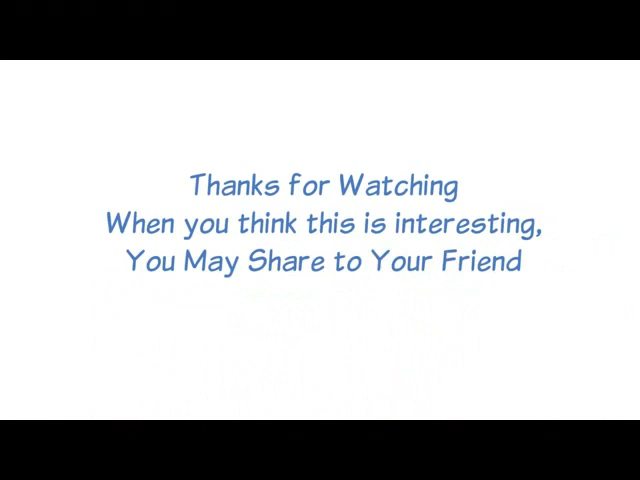 Thanks for Watching
When you think this is interesting,
You May Share to Your Friend